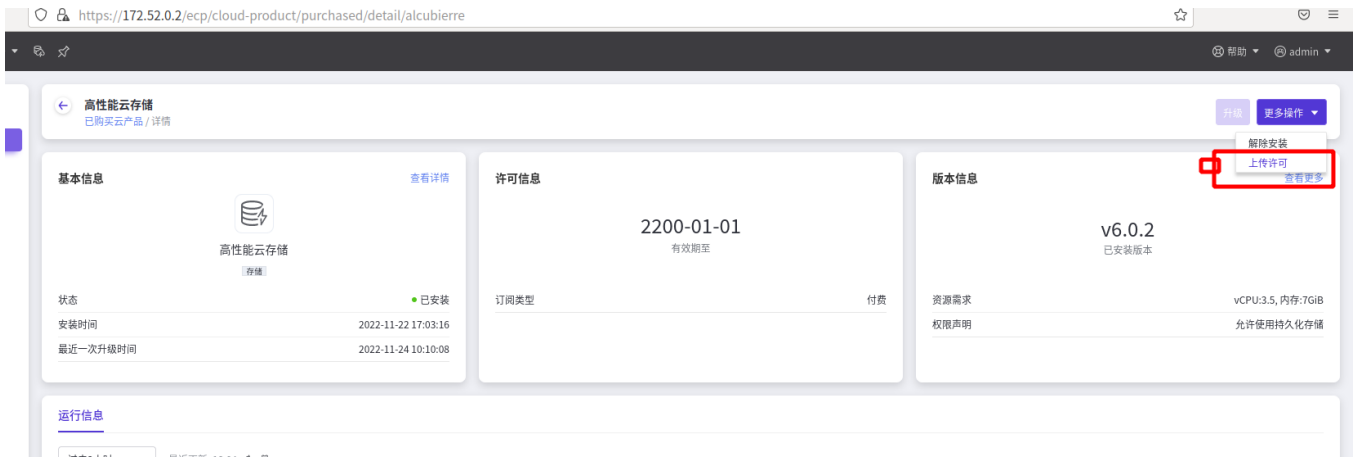 https://172.52.0.2/ecp/cloud-product/purchased/detail/alcubierre
帮助 admin
高性能云存储
已购买云产品 / 详情
升级 更多操作
解除安装
上传许可
基本信息 查看详情
高性能云存储
存储
状态 已安装
安装时间 2022-11-22 17:03:16
最近一次升级时间 2022-11-24 10:10:08
许可信息
2200-01-01
有效期至
订阅类型 付费
版本信息 查看更多
v6.0.2
已安装版本
资源需求 vCPU:3.5, 内存:7GiB
权限声明 允许使用持久化存储
运行信息